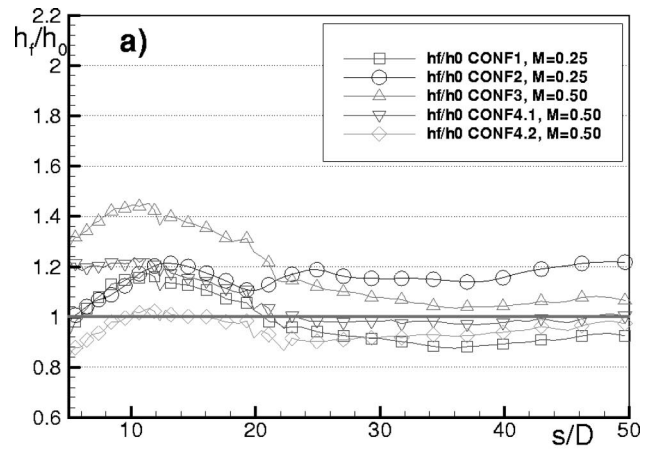 2.2
h_f/h_0
a)
2
1.8
1.6
1.4
1.2
1
0.8
0.6
hf/h0 CONF1, M=0.25
hf/h0 CONF2, M=0.25
hf/h0 CONF3, M=0.50
hf/h0 CONF4.1, M=0.50
hf/h0 CONF4.2, M=0.50
10
20
30
40
50
s/D